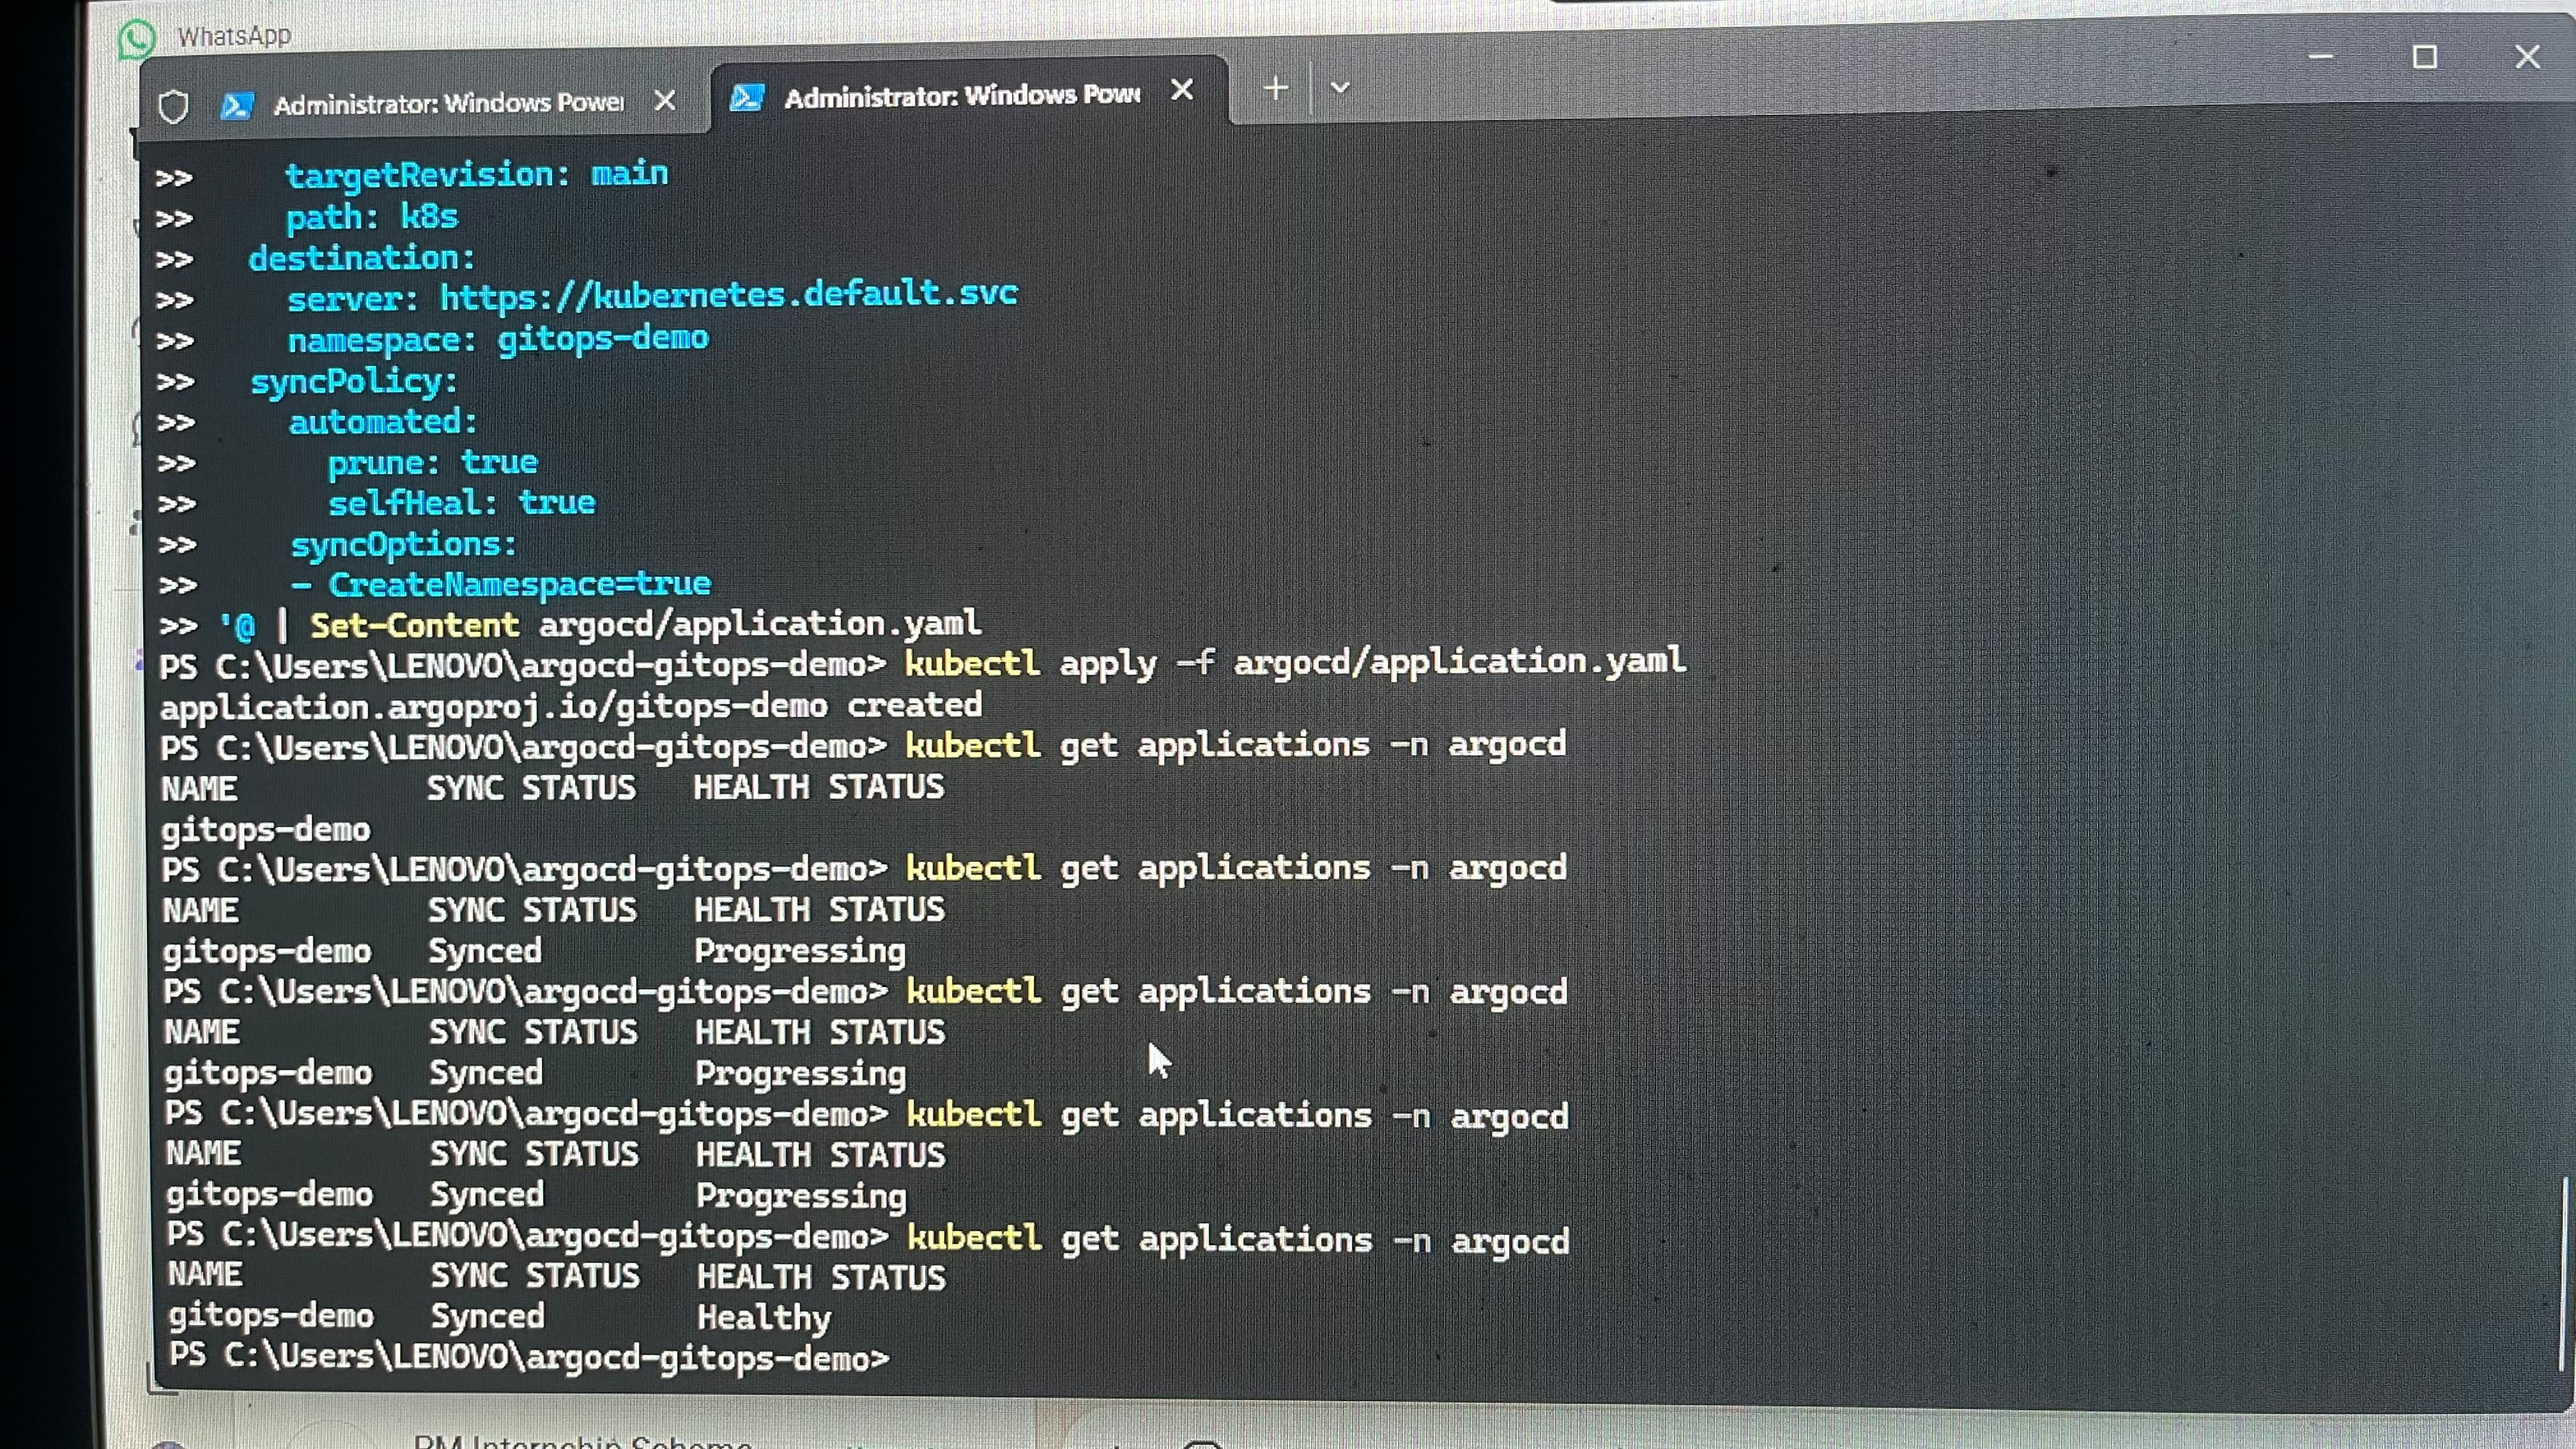 WhatsApp
Administrator: Windows Power
Administrator: Windows Powe
>>     targetRevision: main
>>     path: k8s
>>   destination:
>>     server: https://kubernetes.default.svc
>>     namespace: gitops-demo
>>   syncPolicy:
>>     automated:
>>       prune: true
>>       selfHeal: true
>>     syncOptions:
>>     - CreateNamespace=true
>> '@ | Set-Content argocd/application.yaml
PS C:\Users\LENOVO\argocd-gitops-demo> kubectl apply -f argocd/application.yaml
application.argoproj.io/gitops-demo created
PS C:\Users\LENOVO\argocd-gitops-demo> kubectl get applications -n argocd
NAME          SYNC STATUS   HEALTH STATUS
gitops-demo
PS C:\Users\LENOVO\argocd-gitops-demo> kubectl get applications -n argocd
NAME          SYNC STATUS   HEALTH STATUS
gitops-demo   Synced        Progressing
PS C:\Users\LENOVO\argocd-gitops-demo> kubectl get applications -n argocd
NAME          SYNC STATUS   HEALTH STATUS
gitops-demo   Synced        Progressing
PS C:\Users\LENOVO\argocd-gitops-demo> kubectl get applications -n argocd
NAME          SYNC STATUS   HEALTH STATUS
gitops-demo   Synced        Progressing
PS C:\Users\LENOVO\argocd-gitops-demo> kubectl get applications -n argocd
NAME          SYNC STATUS   HEALTH STATUS
gitops-demo   Synced        Healthy
PS C:\Users\LENOVO\argocd-gitops-demo>
PM Internship Scheme